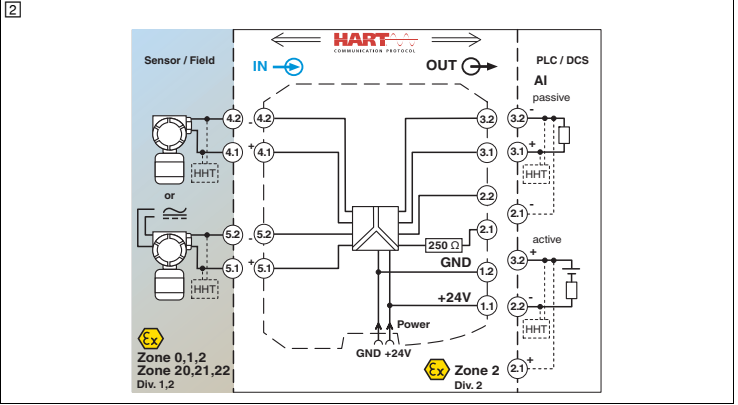 2
Sensor / Field
HART
COMMUNICATION PROTOCOL
PLC / DCS
IN
OUT
AI
passive
4.2 - 4.2 3.2 3.2 -
4.1 + 4.1 3.1 3.1 +
HHT
HHT
or
2.2
2.1 -
5.2 - 5.2 2.1
250 Ω
active
GND
3.2 +
5.1 + 5.1 1.2
HHT
+24V
1.1 2.2 -
Power
HHT
GND +24V
Ex
Zone 0,1,2
Zone 20,21,22
Div. 1,2
Ex
Zone 2
Div. 2
2.1 +